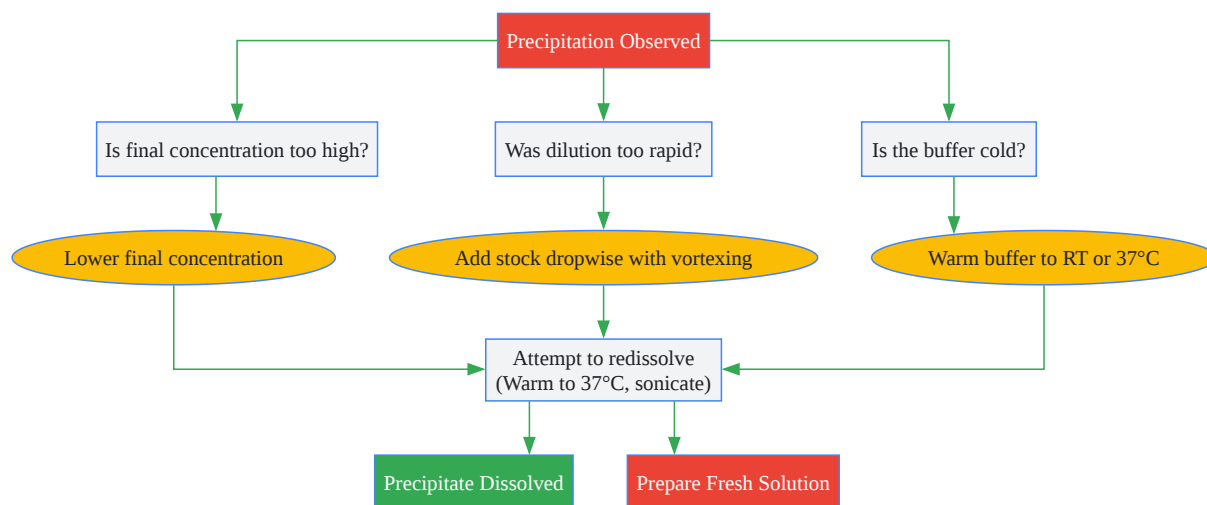 Precipitation Observed
Is final concentration too high?
Was dilution too rapid?
Is the buffer cold?
Lower final concentration
Add stock dropwise with vortexing
Warm buffer to RT or 37°C
Attempt to redissolve
(Warm to 37°C, sonicate)
Precipitate Dissolved
Prepare Fresh Solution